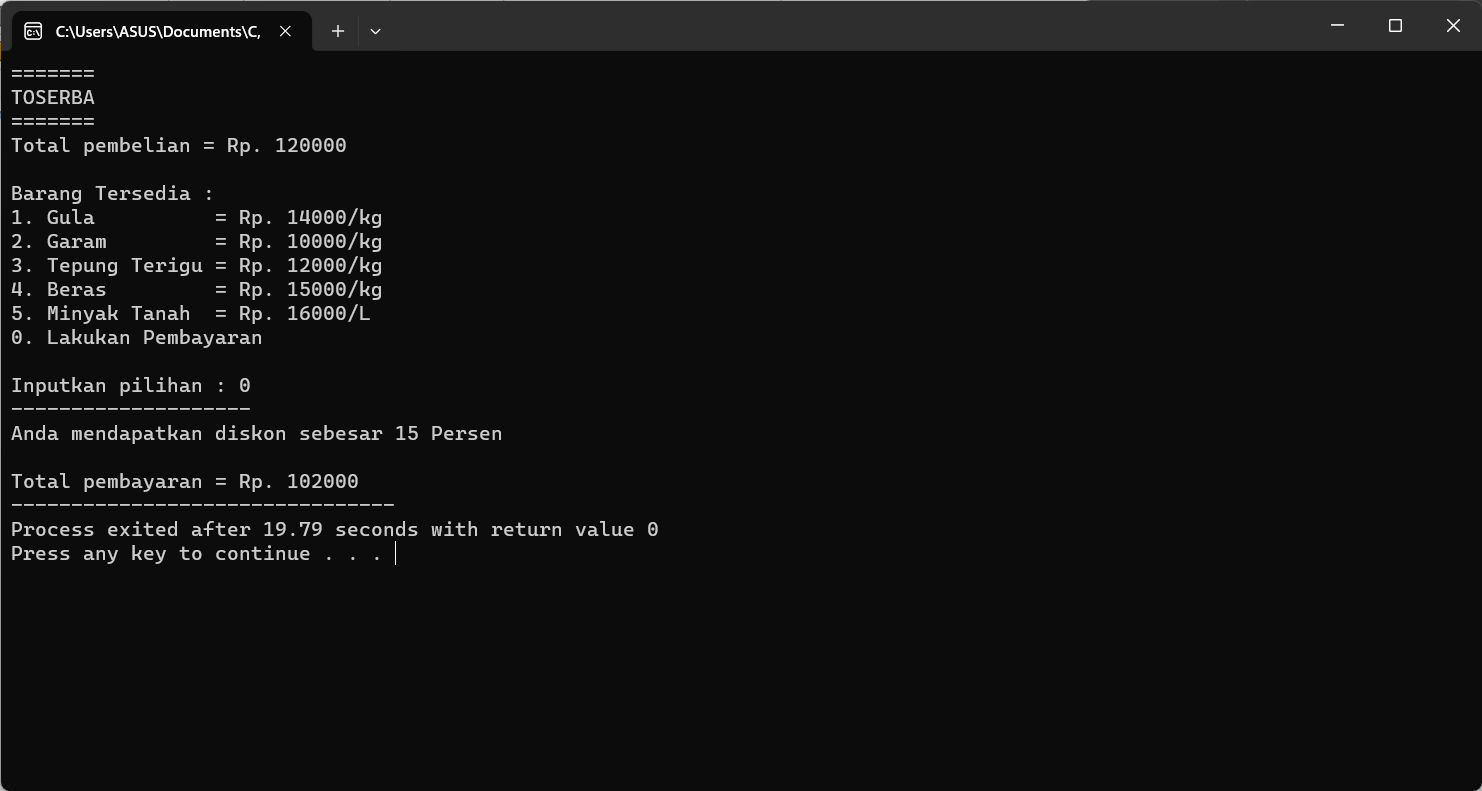 C:\Users\ASUS\Documents\C,
=======
TOSERBA
=======
Total pembelian = Rp. 120000

Barang Tersedia :
1. Gula          = Rp. 14000/kg
2. Garam         = Rp. 10000/kg
3. Tepung Terigu = Rp. 12000/kg
4. Beras         = Rp. 15000/kg
5. Minyak Tanah  = Rp. 16000/L
0. Lakukan Pembayaran

Inputkan pilihan : 0
--------------------
Anda mendapatkan diskon sebesar 15 Persen

Total pembayaran = Rp. 102000
--------------------------------
Process exited after 19.79 seconds with return value 0
Press any key to continue . . .